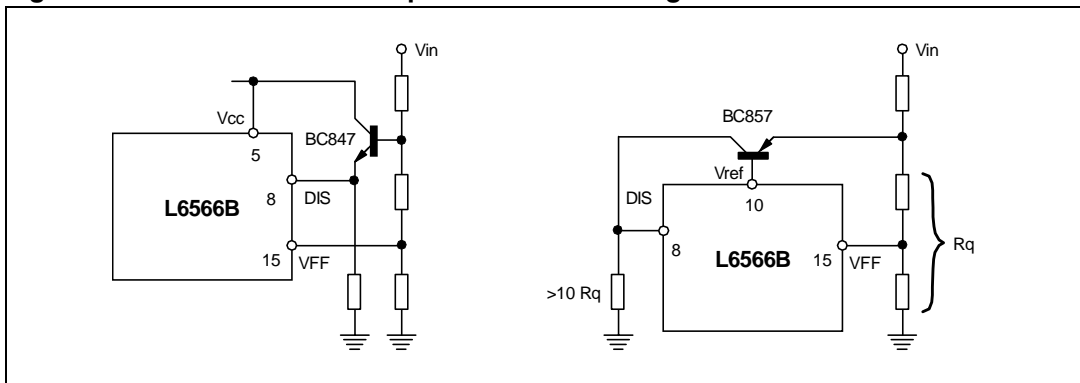 Vin
Vcc
5
BC847
8
DIS
L6566B
15
VFF
Vin
BC857
Vref
10
DIS
8
L6566B
15
VFF
Rq
>10 Rq